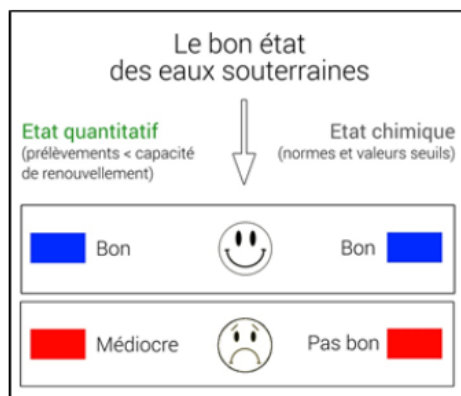 Le bon état
des eaux souterraines
Etat quantitatif
(prélèvements < capacité
de renouvellement)
Etat chimique
(normes et valeurs seuils)
Bon
Bon
Médiocre
Pas bon